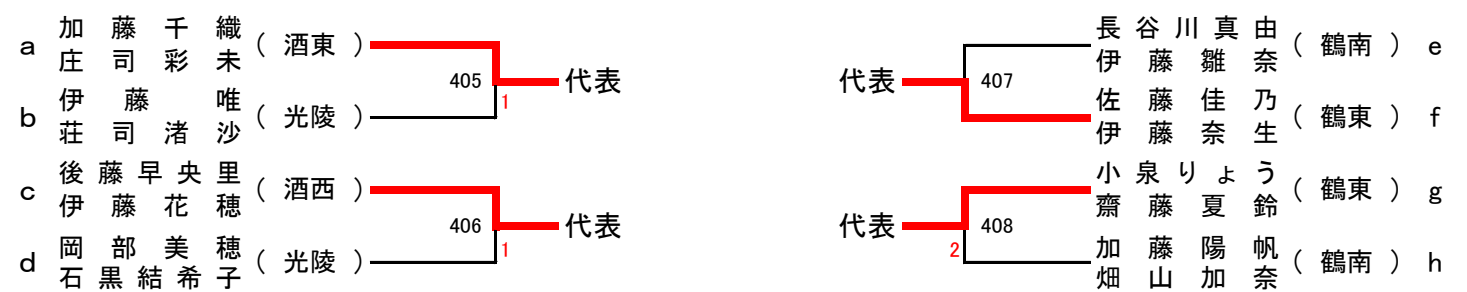 a 加藤千織 ( 酒東 )
庄司彩未
405 代表
1
b 伊藤唯 ( 光陵 )
荘司渚沙
c 後藤早央里 ( 酒西 )
伊藤花穂
406 代表
1
d 岡部美穂 ( 光陵 )
石黒結希子
長谷川真由 ( 鶴南 ) e
伊藤雛奈
代表 407
佐藤佳乃 ( 鶴東 ) f
伊藤奈生
小泉りょう ( 鶴東 ) g
齋藤夏鈴
代表 408
2
加藤陽帆 ( 鶴南 ) h
畑山加奈